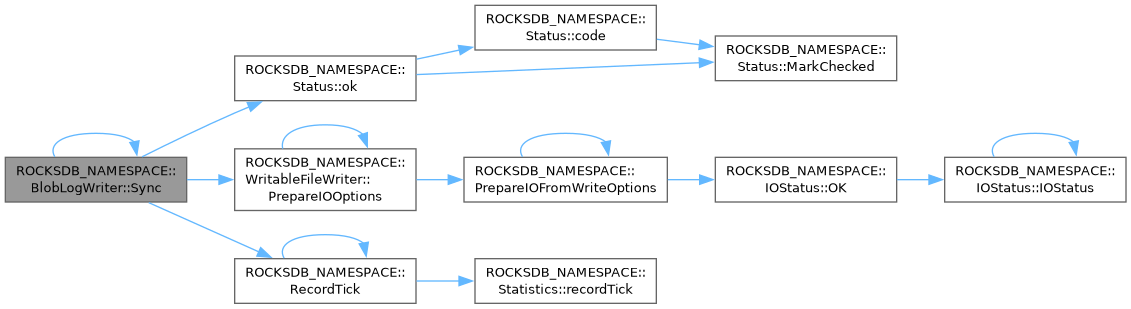 ROCKSDB_NAMESPACE::
BlobLogWriter::Sync
ROCKSDB_NAMESPACE::
Status::ok
ROCKSDB_NAMESPACE::
Status::code
ROCKSDB_NAMESPACE::
Status::MarkChecked
ROCKSDB_NAMESPACE::
WritableFileWriter::
PrepareIOOptions
ROCKSDB_NAMESPACE::
PrepareIOFromWriteOptions
ROCKSDB_NAMESPACE::
IOStatus::OK
ROCKSDB_NAMESPACE::
IOStatus::IOStatus
ROCKSDB_NAMESPACE::
RecordTick
ROCKSDB_NAMESPACE::
Statistics::recordTick